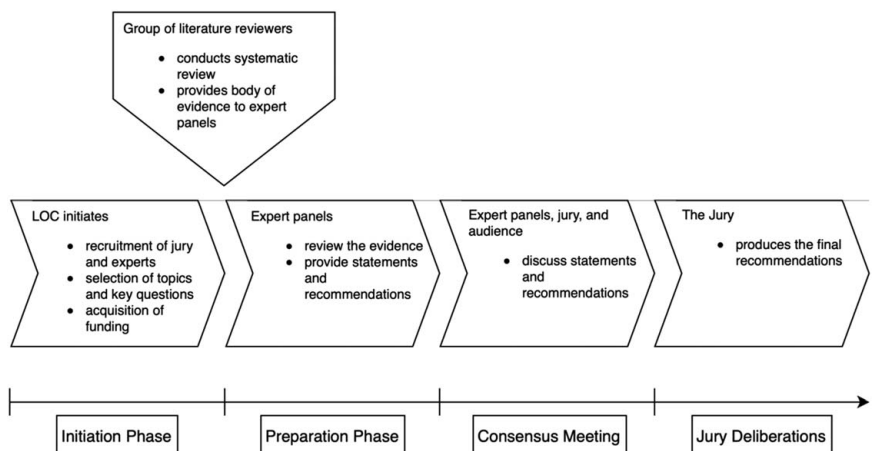 Group of literature reviewers
● conducts systematic
review
● provides body of
evidence to expert
panels
LOC initiates
● recruitment of jury
and experts
● selection of topics
and key questions
● acquisition of
funding
Expert panels
● review the evidence
● provide statements
and
recommendations
Expert panels, jury, and
audience
● discuss statements
and
recommendations
The Jury
● produces the final
recommendations
Initiation Phase
Preparation Phase
Consensus Meeting
Jury Deliberations